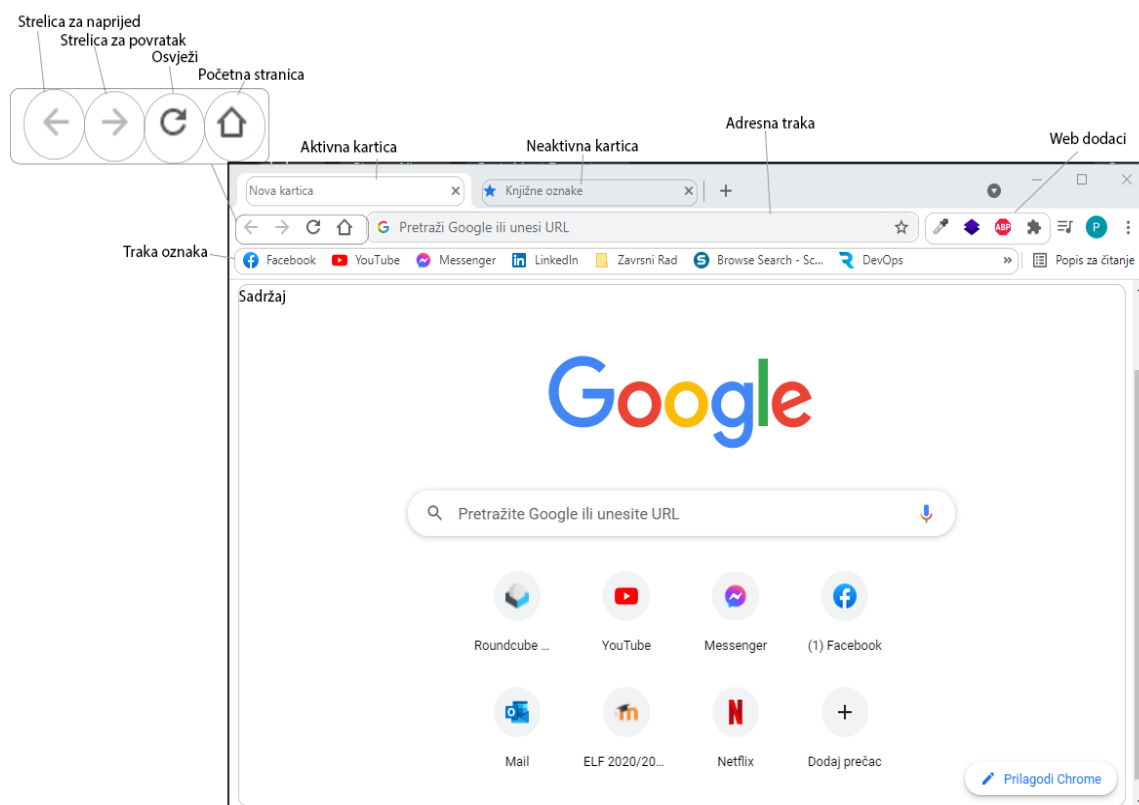 Strelica za naprijed
Strelica za povratak
Osvježi
Početna stranica
Aktivna kartica
Neaktivna kartica
Adresna traka
Web dodaci
Nova kartica
Knjižne oznake
Pretraži Google ili unesi URL
ABP
P
Traka oznaka
Facebook
YouTube
Messenger
LinkedIn
Zavrsni Rad
Browse Search - Sc...
DevOps
Popis za čitanje
Sadržaj
Google
Pretražite Google ili unesite URL
Roundcube ...
YouTube
Messenger
(1) Facebook
Mail
ELF 2020/20...
Netflix
Dodaj prečac
Prilagodi Chrome